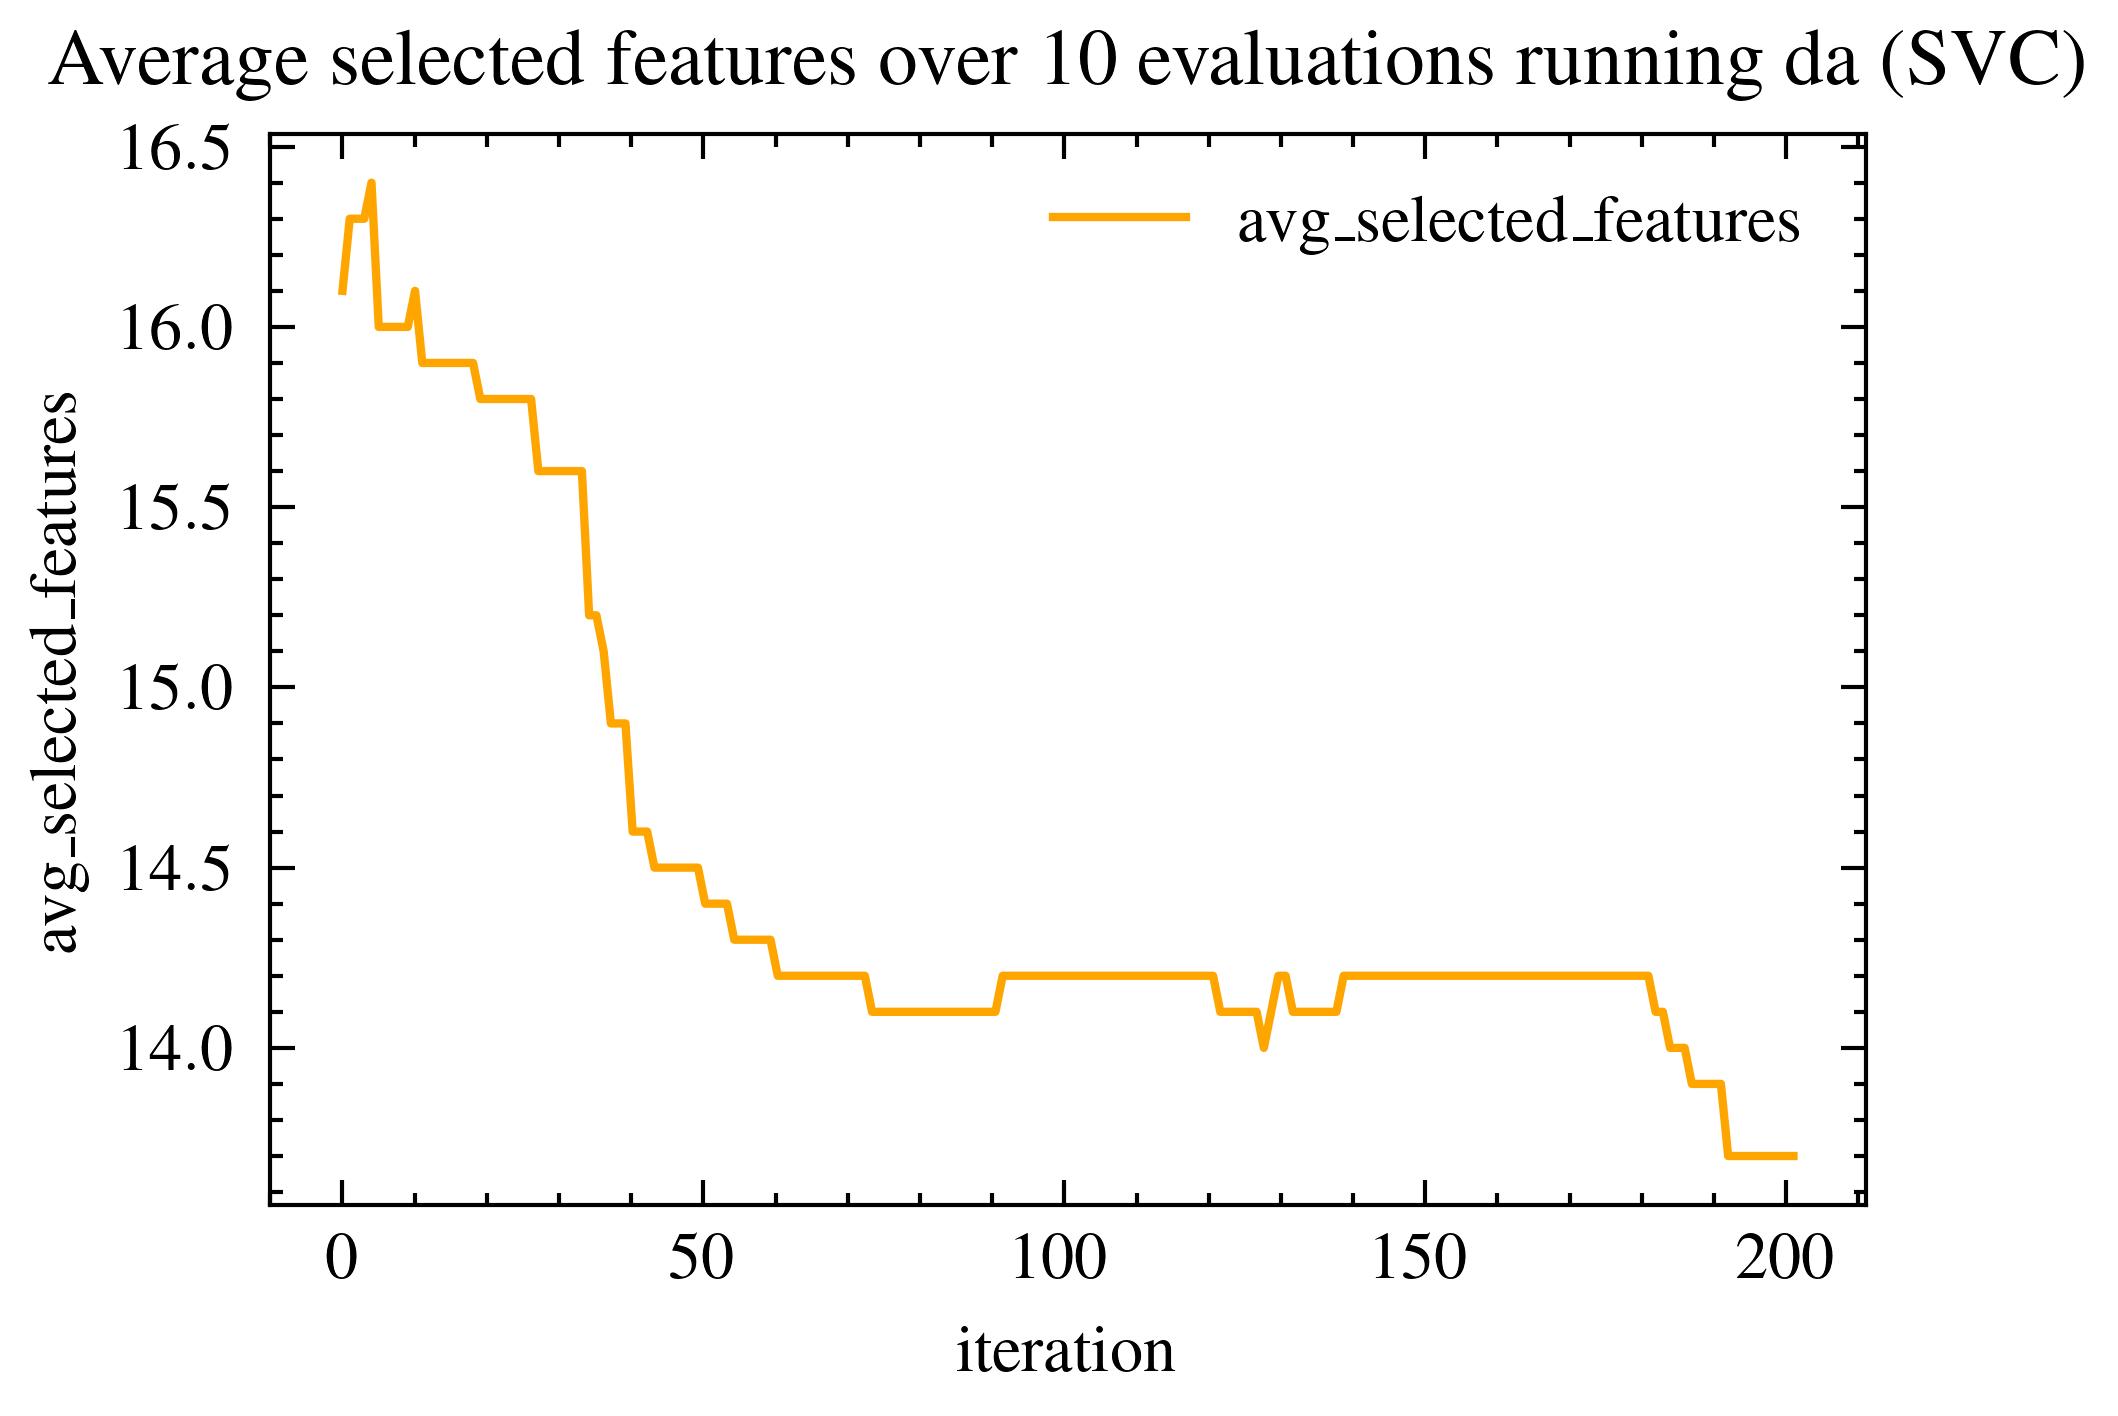 Average selected features over 10 evaluations running da (SVC)
avg_selected_features
16.5
16.0
15.5
15.0
14.5
14.0
avg_selected_features
0 50 100 150 200
iteration